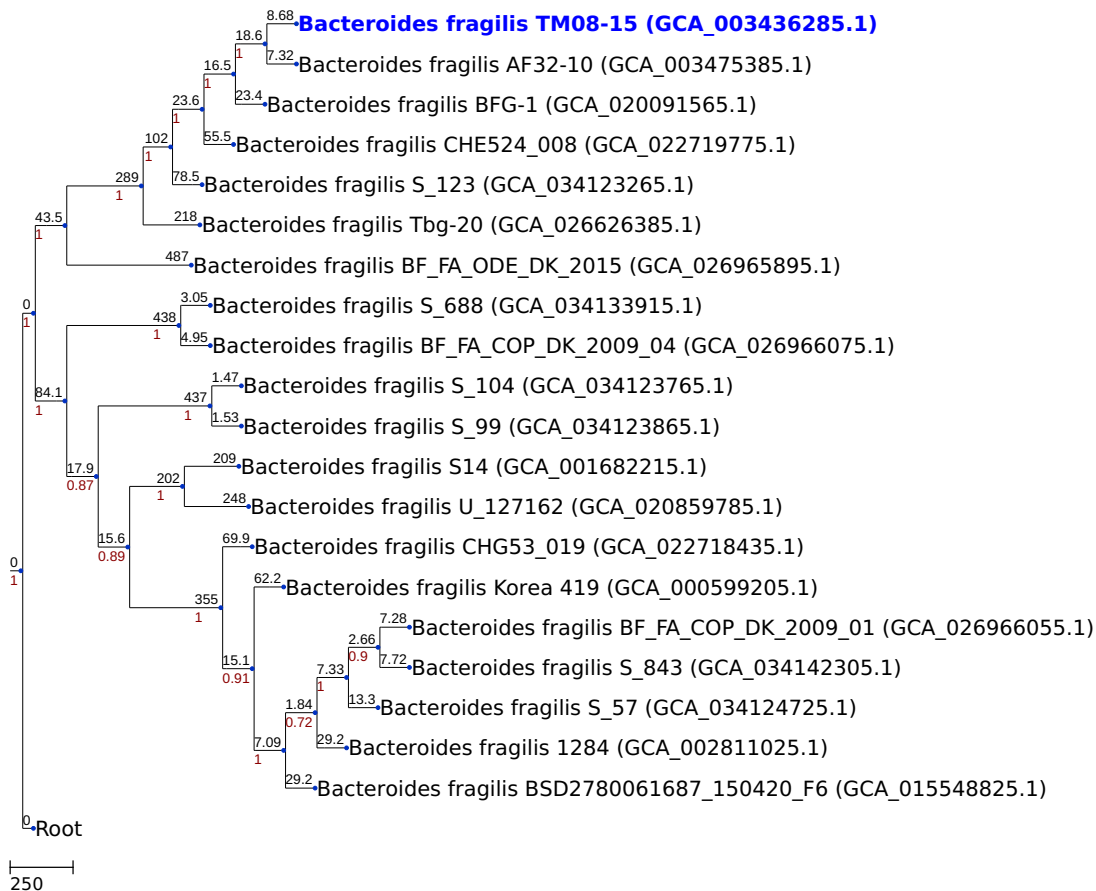 8.68
Bacteroides fragilis TM08-15 (GCA_003436285.1)
18.6
1
7.32
Bacteroides fragilis AF32-10 (GCA_003475385.1)
16.5
1
23.4
Bacteroides fragilis BFG-1 (GCA_020091565.1)
23.6
1
55.5
Bacteroides fragilis CHE524_008 (GCA_022719775.1)
102
1
78.5
Bacteroides fragilis S_123 (GCA_034123265.1)
289
1
218
Bacteroides fragilis Tbg-20 (GCA_026626385.1)
43.5
1
487
Bacteroides fragilis BF_FA_ODE_DK_2015 (GCA_026965895.1)
0
1
3.05
Bacteroides fragilis S_688 (GCA_034133915.1)
438
1
4.95
Bacteroides fragilis BF_FA_COP_DK_2009_04 (GCA_026966075.1)
84.1
1
1.47
Bacteroides fragilis S_104 (GCA_034123765.1)
437
1
1.53
Bacteroides fragilis S_99 (GCA_034123865.1)
17.9
0.87
209
Bacteroides fragilis S14 (GCA_001682215.1)
202
1
248
Bacteroides fragilis U_127162 (GCA_020859785.1)
15.6
0.89
69.9
Bacteroides fragilis CHG53_019 (GCA_022718435.1)
0
1
355
1
62.2
Bacteroides fragilis Korea 419 (GCA_000599205.1)
15.1
0.91
7.28
Bacteroides fragilis BF_FA_COP_DK_2009_01 (GCA_026966055.1)
2.66
0.9
7.72
Bacteroides fragilis S_843 (GCA_034142305.1)
7.33
1
13.3
Bacteroides fragilis S_57 (GCA_034124725.1)
1.84
0.72
29.2
Bacteroides fragilis 1284 (GCA_002811025.1)
7.09
1
29.2
Bacteroides fragilis BSD2780061687_150420_F6 (GCA_015548825.1)
0
Root
250